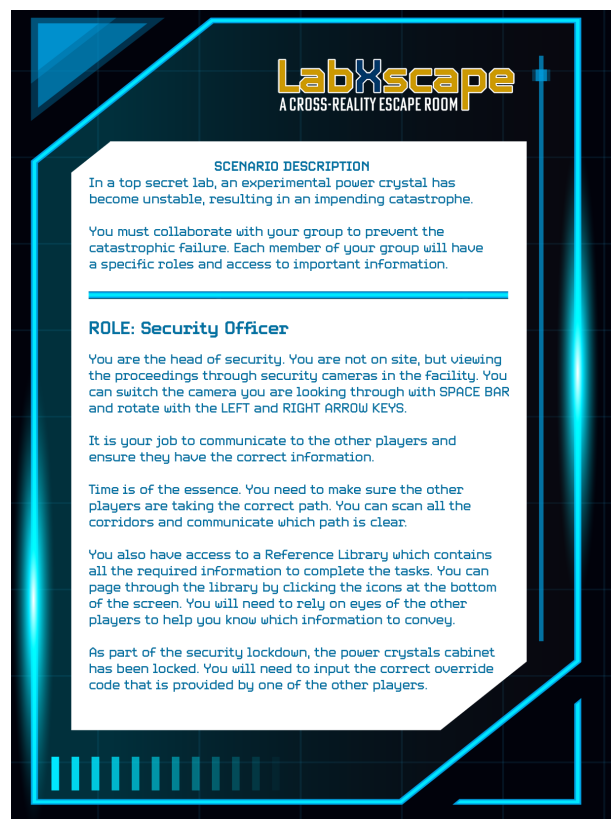 LabXscape
A CROSS-REALITY ESCAPE ROOM
SCENARIO DESCRIPTION
In a top secret lab, an experimental power crystal has
become unstable, resulting in an impending catastrophe.
You must collaborate with your group to prevent the
catastrophic failure. Each member of your group will have
a specific roles and access to important information.
ROLE: Security Officer
You are the head of security. You are not on site, but viewing
the proceedings through security cameras in the facility. You
can switch the camera you are looking through with SPACE BAR
and rotate with the LEFT and RIGHT ARROW KEYS.
It is your job to communicate to the other players and
ensure they have the correct information.
Time is of the essence. You need to make sure the other
players are taking the correct path. You can scan all the
corridors and communicate which path is clear.
You also have access to a Reference Library which contains
all the required information to complete the tasks. You can
page through the library by clicking the icons at the bottom
of the screen. You will need to rely on eyes of the other
players to help you know which information to convey.
As part of the security lockdown, the power crystals cabinet
has been locked. You will need to input the correct override
code that is provided by one of the other players.